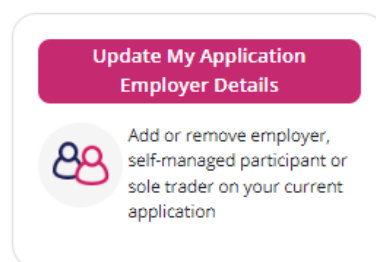 Update My Application
Employer Details
Add or remove employer,
self-managed participant or
sole trader on your current
application